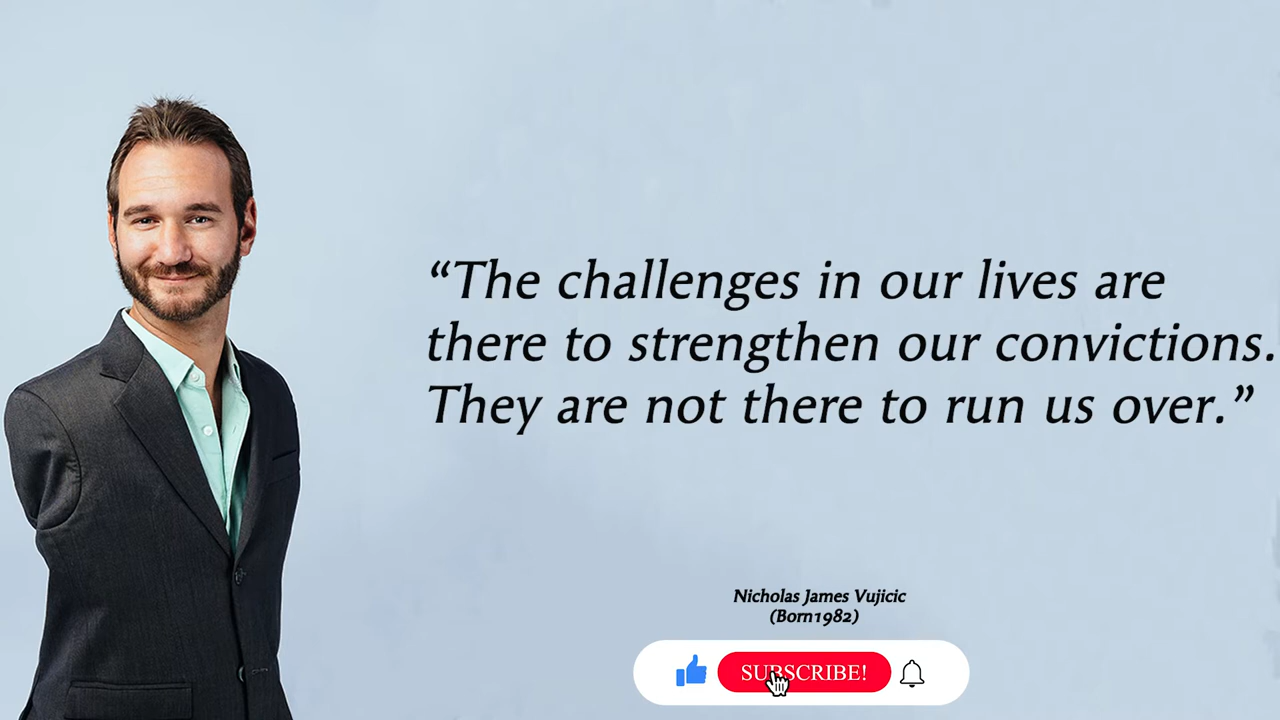 “The challenges in our lives are
there to strengthen our convictions.
They are not there to run us over.”
Nicholas James Vujicic
(Born1982)
SUBSCRIBE!